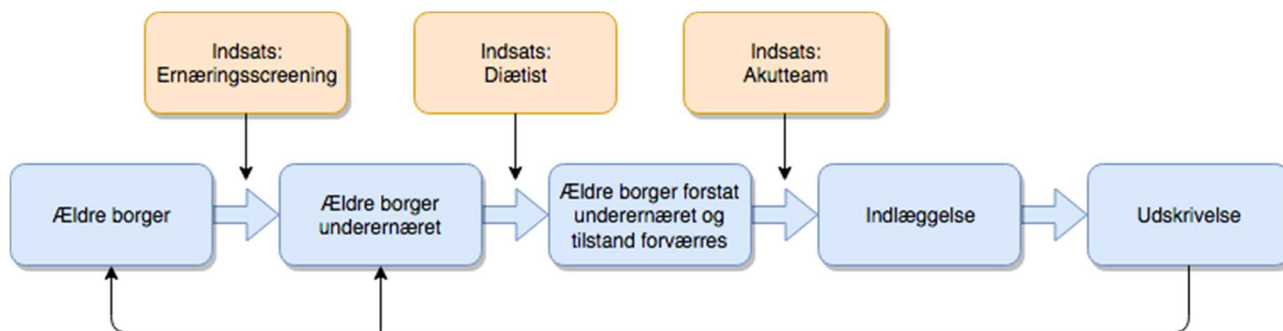 Indsats:
Ernæringsscreening
Indsats:
Diætist
Indsats:
Akutteam
Ældre borger
Ældre borger
underernæret
Ældre borger forstat
underernæret og
tilstand forværres
Indlæggelse
Udskrivelse